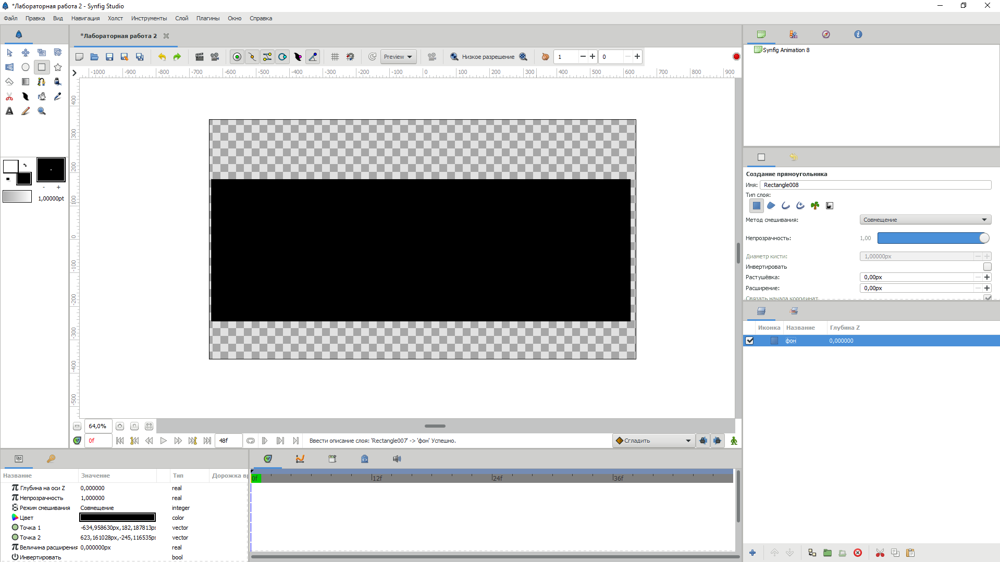 *Лабораторная работа 2 - Synfig Studio
Файл Правка Вид Навигация Холст Инструменты Слой Плагины Окно Справка
*Лабораторная работа 2
Preview Низкое разрешение 1 0
-1000 -900 -800 -700 -600 -500 -400 -300 -200 -100 0 100 200 300 400 500 600 700 800 900
400
300
200
100
0
-100
-200
-300
-400
-500
- +
1,00000pt
Synfig Animation 8
Создание прямоугольника
Имя: Rectangle008
Тип слоя:
Метод смешивания: Совмещение
Непрозрачность: 1,00
Диаметр кисти: 1,00000px
Инвертировать
Растушёвка: 0,00px
Расширение: 0,00px
Связать начала координат
Иконка Название Глубина Z
фон 0,000000
64,0%
0f 48f Ввести описание слоя: 'Rectangle007' -> 'фон' Успешно. Сгладить
Название Значение Тип Дорожка вр
Глубина на оси Z 0,000000 real
Непрозрачность 1,000000 real
Режим смешивания Совмещение integer
Цвет color
Точка 1 -634,958630px,182,187813px vector
Точка 2 623,161028px,-245,116535px vector
Величина расширения 0,000000px real
Инвертировать bool
0f 12f 24f 36f